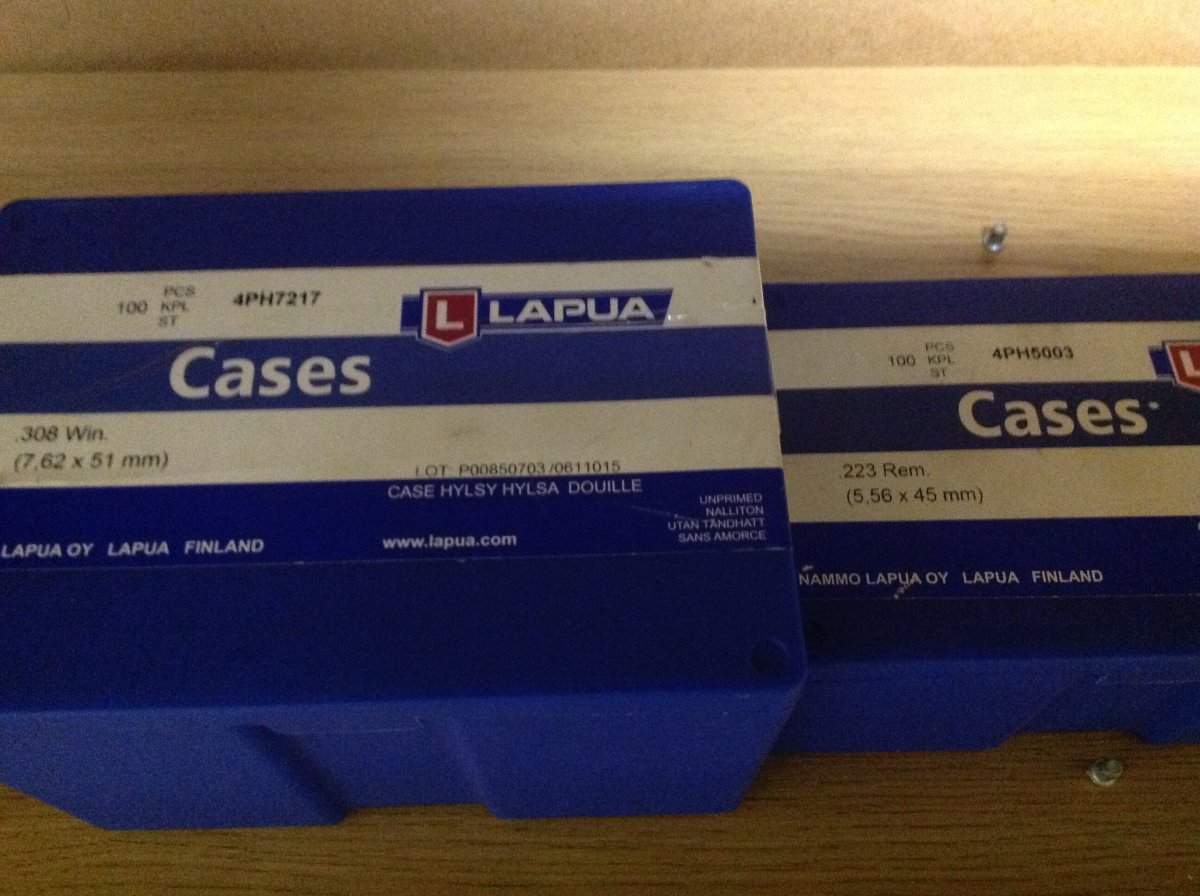 PCS
100 KPL
ST
4PH7217
L LAPUA
Cases
.308 Win.
(7,62 x 51 mm)
LOT: P00850703 /0611015
CASE HYLSY HYLSA DOUILLE
UNPRIMED
NALLITON
UTAN TÄNDHATT
SANS AMORCE
LAPUA OY LAPUA FINLAND
www.lapua.com
PCS
100 KPL
ST
4PH5003
L
Cases
.223 Rem.
(5,56 x 45 mm)
NAMMO LAPUA OY LAPUA FINLAND